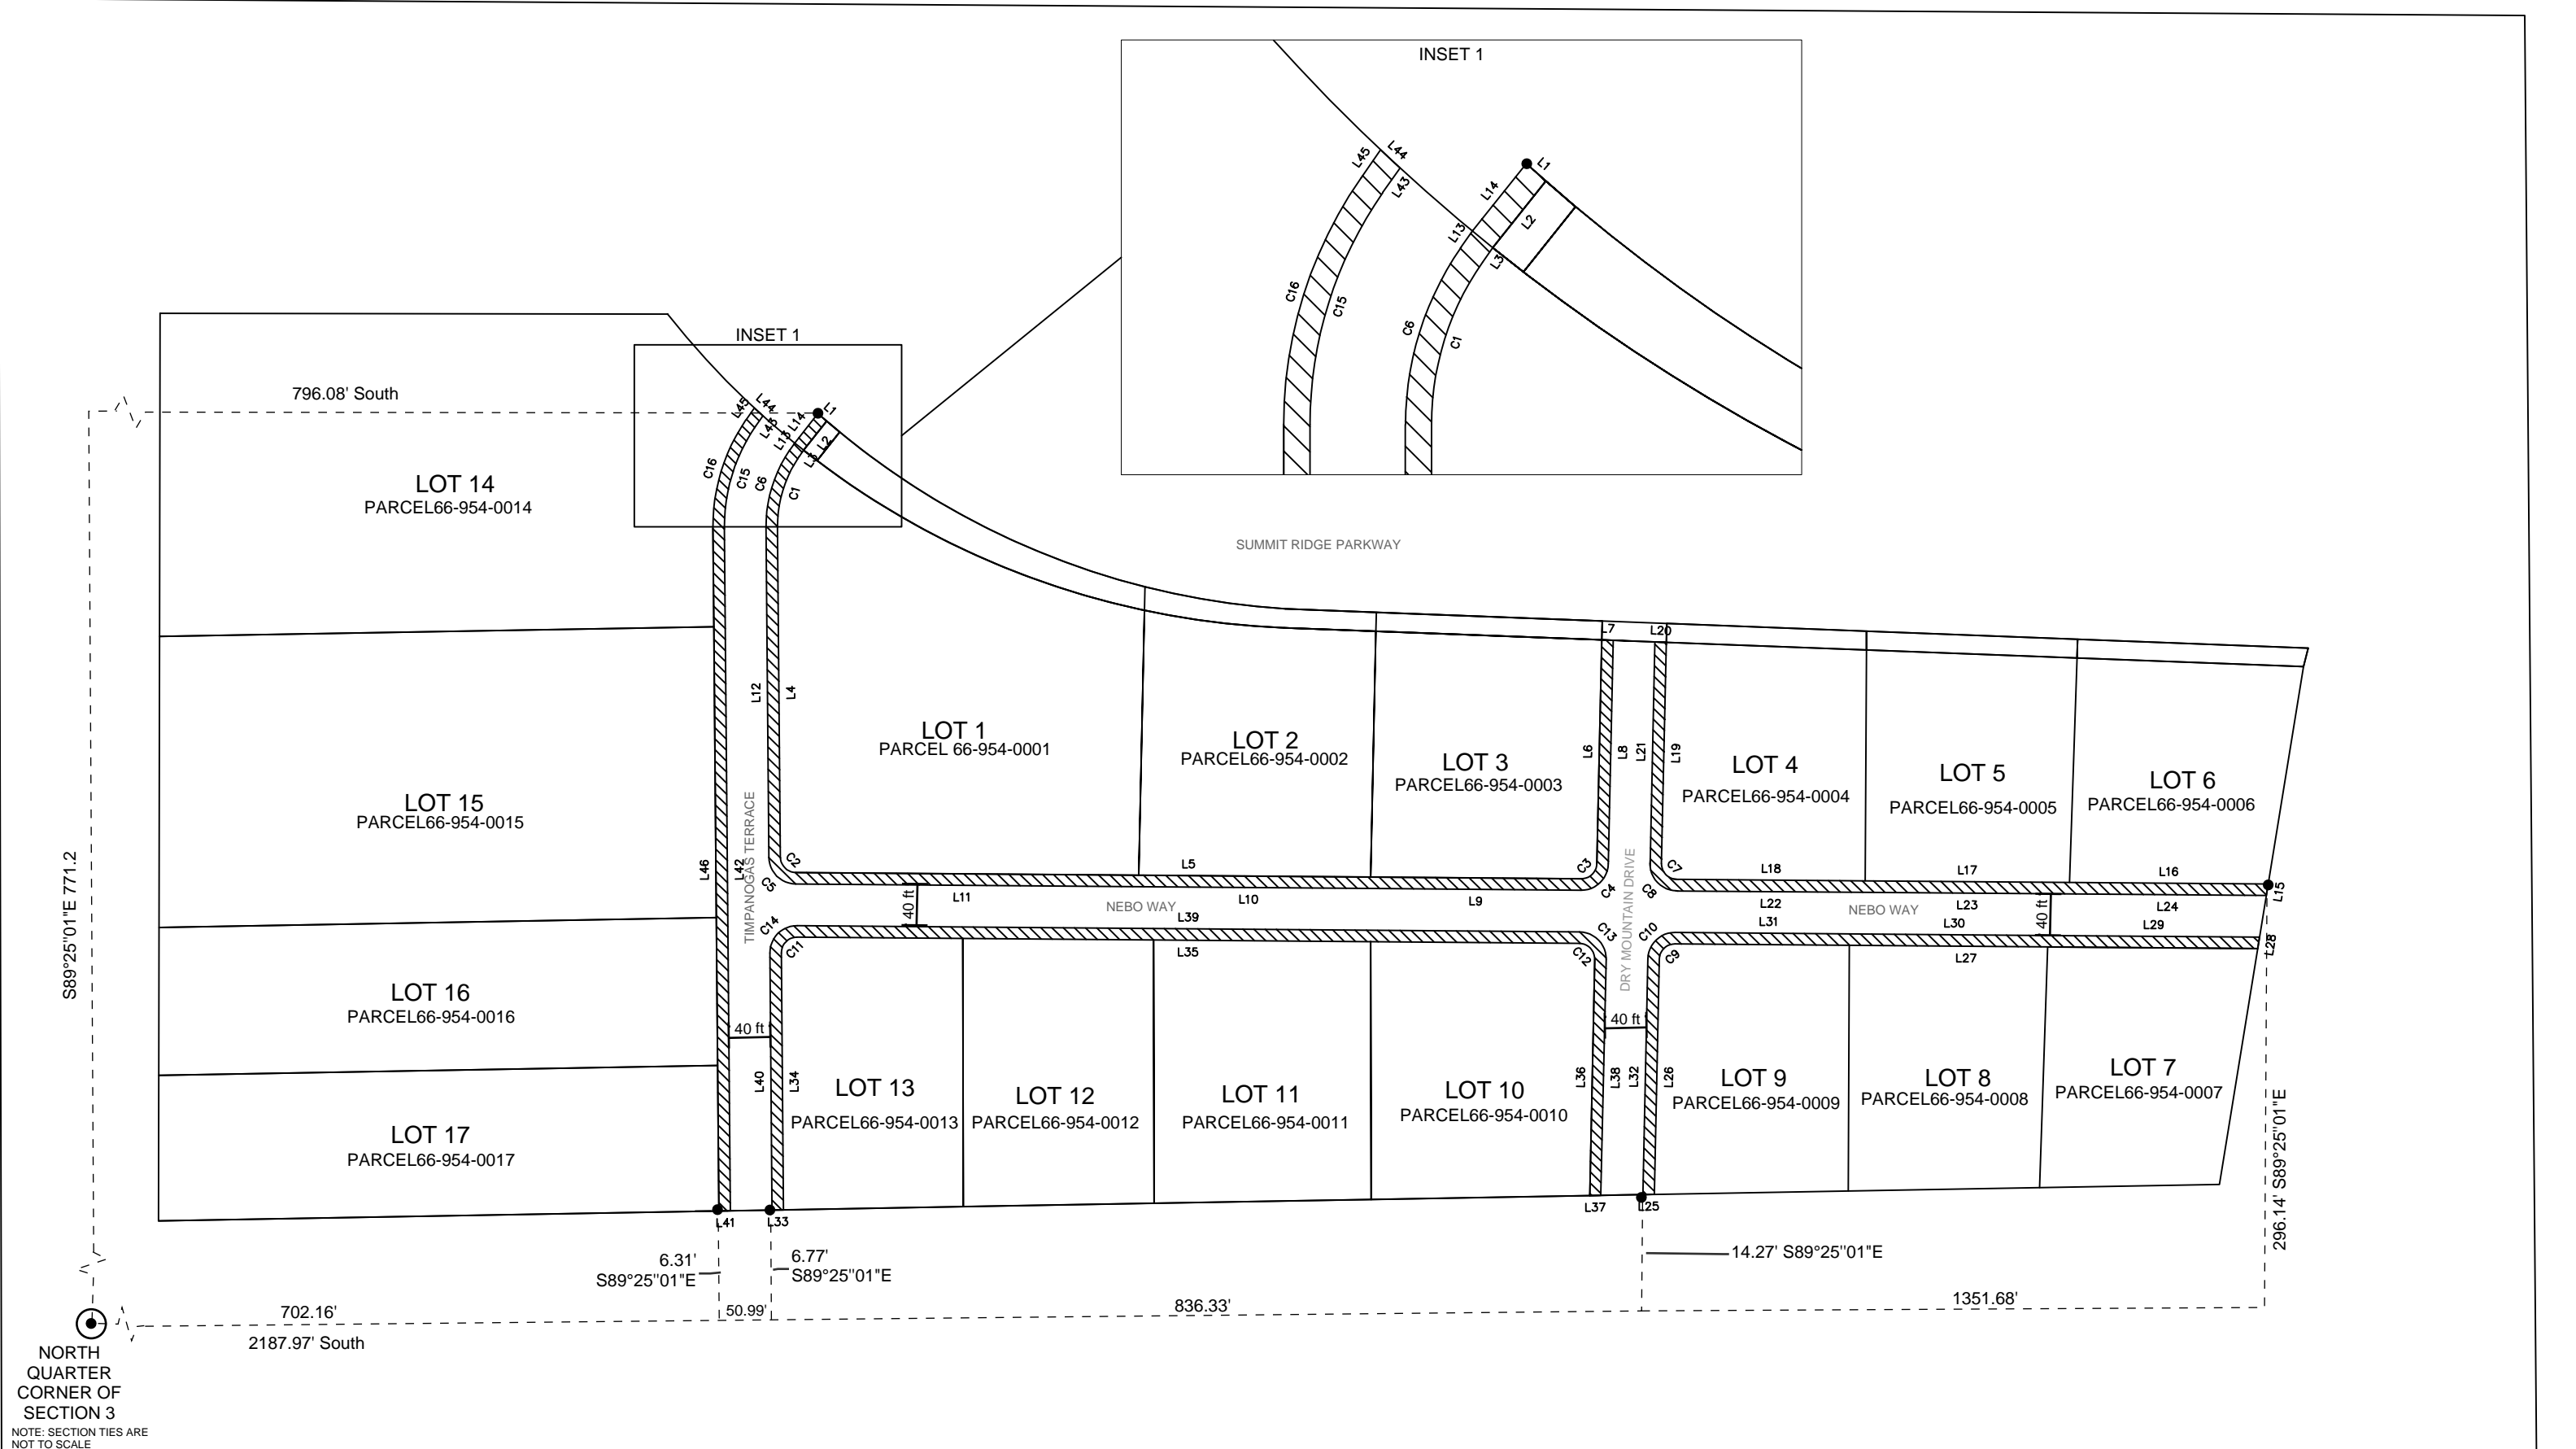 INSET 1
L45
L44
L43
L1
L14
L13
L2
L3
C16
C15
C6
C1
INSET 1
796.08' South
L45
L44
L43
L1
L14
L13
L2
L3
C16
C15
C6
C1
LOT 14
PARCEL66-954-0014
SUMMIT RIDGE PARKWAY
L7
L20
L12
L4
LOT 1
PARCEL 66-954-0001
LOT 2
PARCEL66-954-0002
LOT 3
PARCEL66-954-0003
L6
L8
L21
L19
LOT 4
PARCEL66-954-0004
LOT 5
PARCEL66-954-0005
LOT 6
PARCEL66-954-0006
LOT 15
PARCEL66-954-0015
S89°25'01"E 771.2
L46
L42
TIMPANOGAS TERRACE
C2
C5
L5
C3
C4
C7
C8
L18
L17
L16
L15
40 ft
L11
L10
L9
NEBO WAY
L39
DRY MOUNTAIN DRIVE
L22
L23
L24
NEBO WAY
L31
L30
L29
40 ft
C14
C11
L35
C13
C12
C10
C9
L27
L28
LOT 16
PARCEL66-954-0016
40 ft
40 ft
L40
L34
LOT 13
PARCEL66-954-0013
LOT 12
PARCEL66-954-0012
LOT 11
PARCEL66-954-0011
LOT 10
PARCEL66-954-0010
L36
L38
L32
L26
LOT 9
PARCEL66-954-0009
LOT 8
PARCEL66-954-0008
LOT 7
PARCEL66-954-0007
LOT 17
PARCEL66-954-0017
L41
L33
L37
L25
296.14' S89°25"01"E
6.31'
S89°25"01"E
6.77'
S89°25"01"E
14.27' S89°25"01"E
702.16'
50.99'
836.33'
1351.68'
2187.97' South
NORTH
QUARTER
CORNER OF
SECTION 3
NOTE: SECTION TIES ARE
NOT TO SCALE